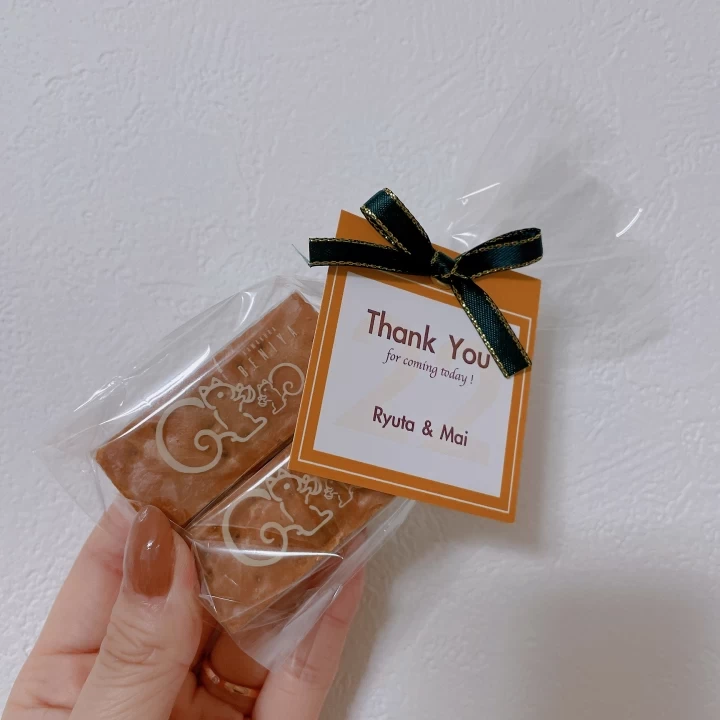 Thank You
for coming today !
Ryuta & Mai